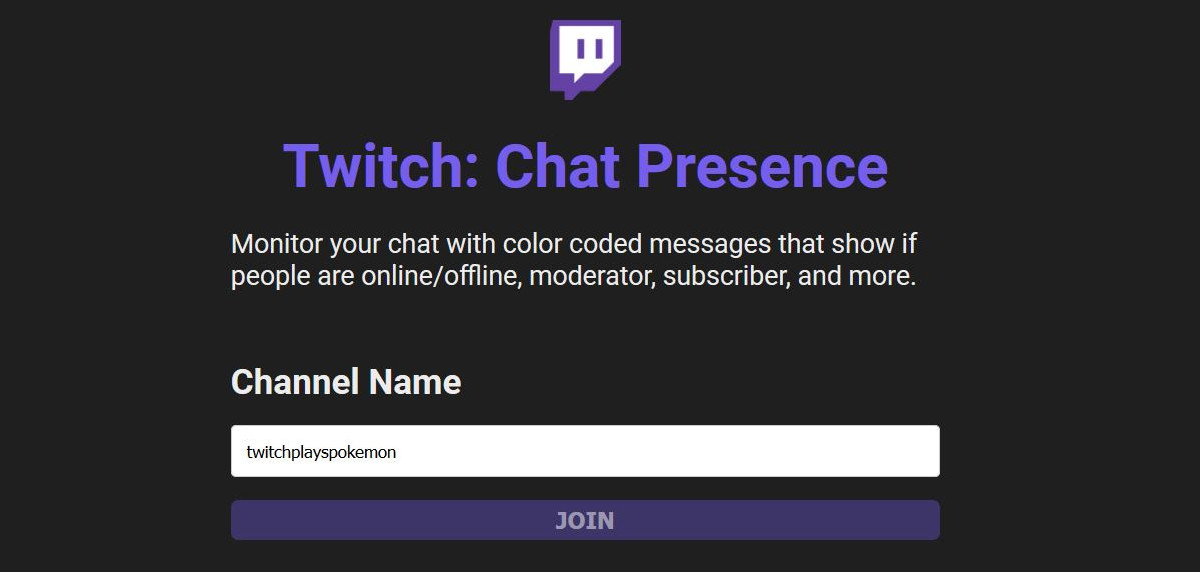 Twitch: Chat Presence
Monitor your chat with color coded messages that show if
people are online/offline, moderator, subscriber, and more.
Channel Name
twitchplayspokemon
JOIN